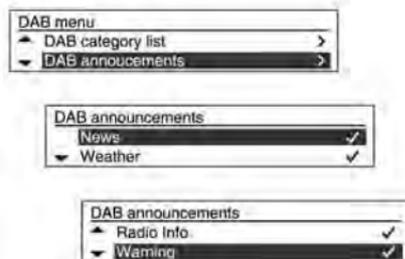 DAB menu
DAB category list
DAB annoucements
DAB announcements
News
Weather
DAB announcements
Radio Info
Warning